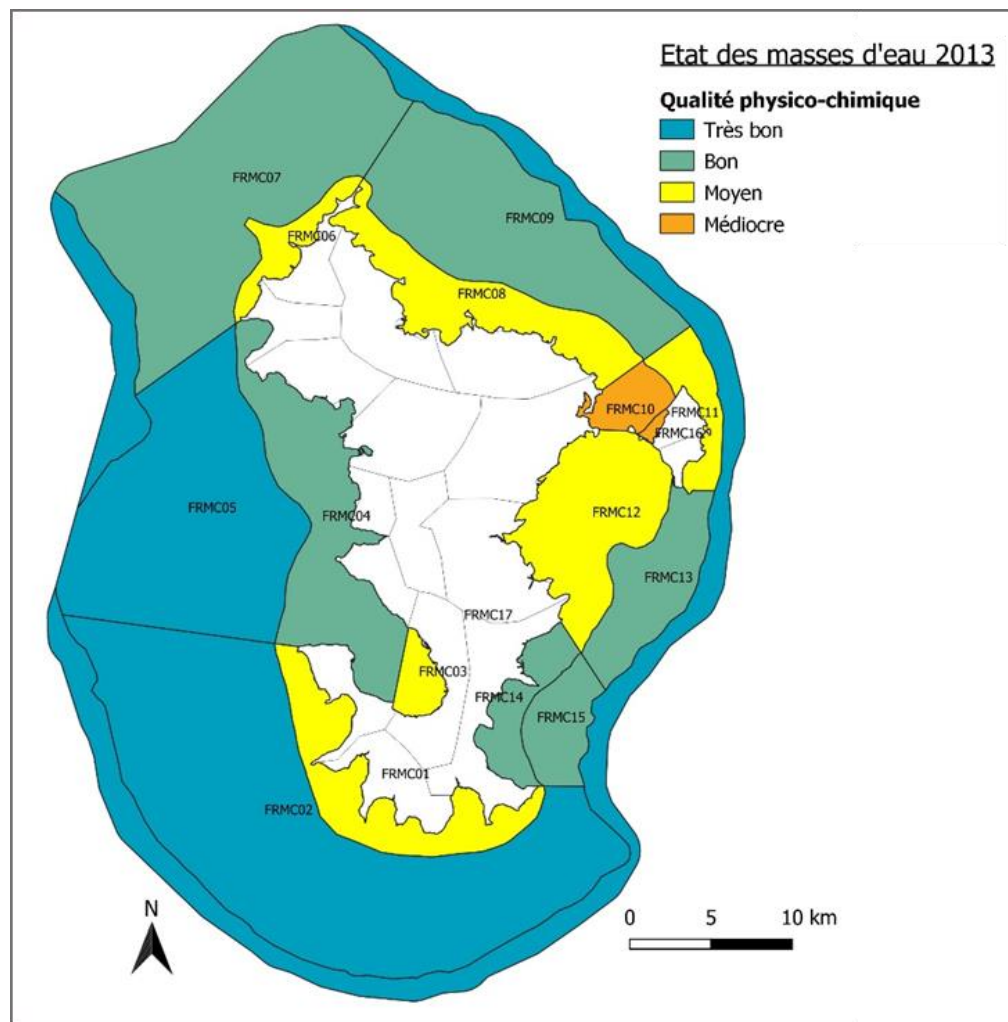 Etat des masses d'eau 2013
Qualité physico-chimique
Très bon
Bon
Moyen
Médiocre
FRMC07
FRMC09
FRMC06
FRMC08
FRMC10
FRMC11
FRMC16
FRMC05
FRMC04
FRMC12
FRMC13
FRMC17
FRMC03
FRMC14
FRMC15
FRMC01
FRMC02
N
0 5 10 km